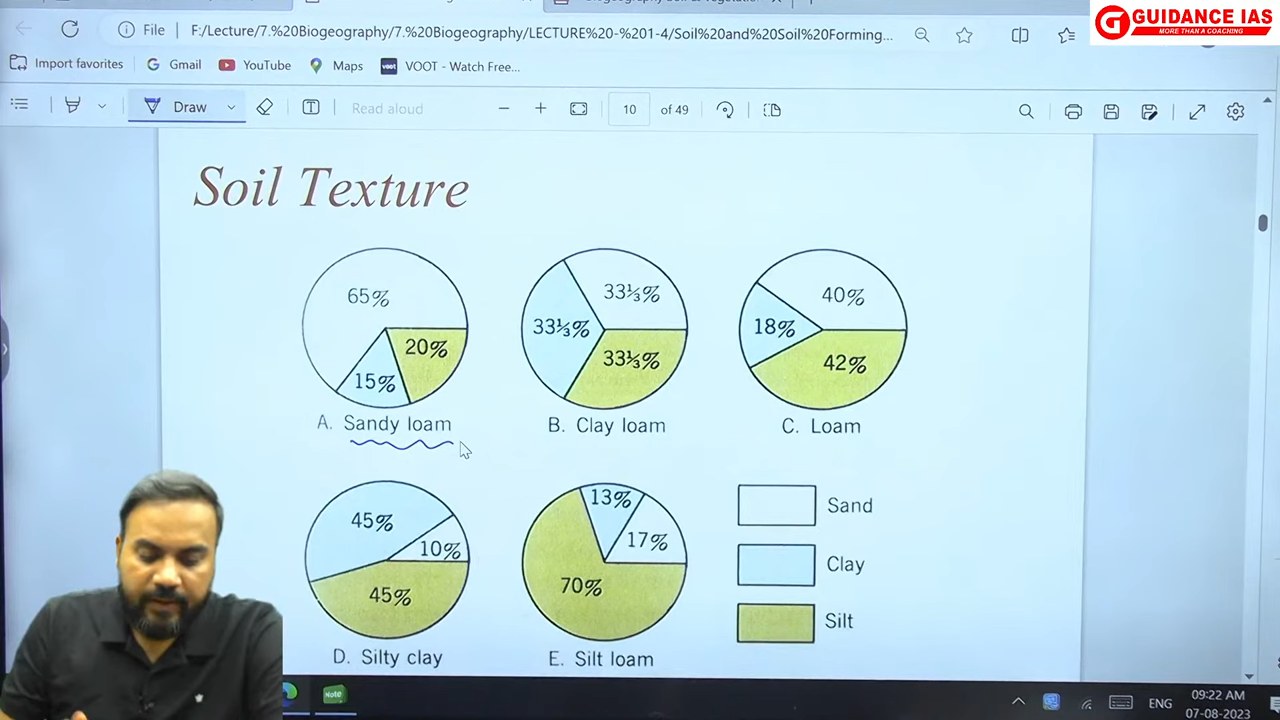 GUIDANCE IAS
MORE THAN A COACHING
File
F:/Lecture/7.%20Biogeography/7.%20Biogeography/LECTURE%20-%201-4/Soil%20and%20Soil%20Forming...
Import favorites
Gmail
YouTube
Maps
voot
VOOT - Watch Free...
Draw
Read aloud
10
of 49
Soil Texture
65%
20%
15%
A. Sandy loam
33⅓%
33⅓%
33⅓%
B. Clay loam
40%
18%
42%
C. Loam
45%
10%
45%
D. Silty clay
13%
17%
70%
E. Silt loam
Sand
Clay
Silt
Note
ENG
09:22 AM
07-08-2023